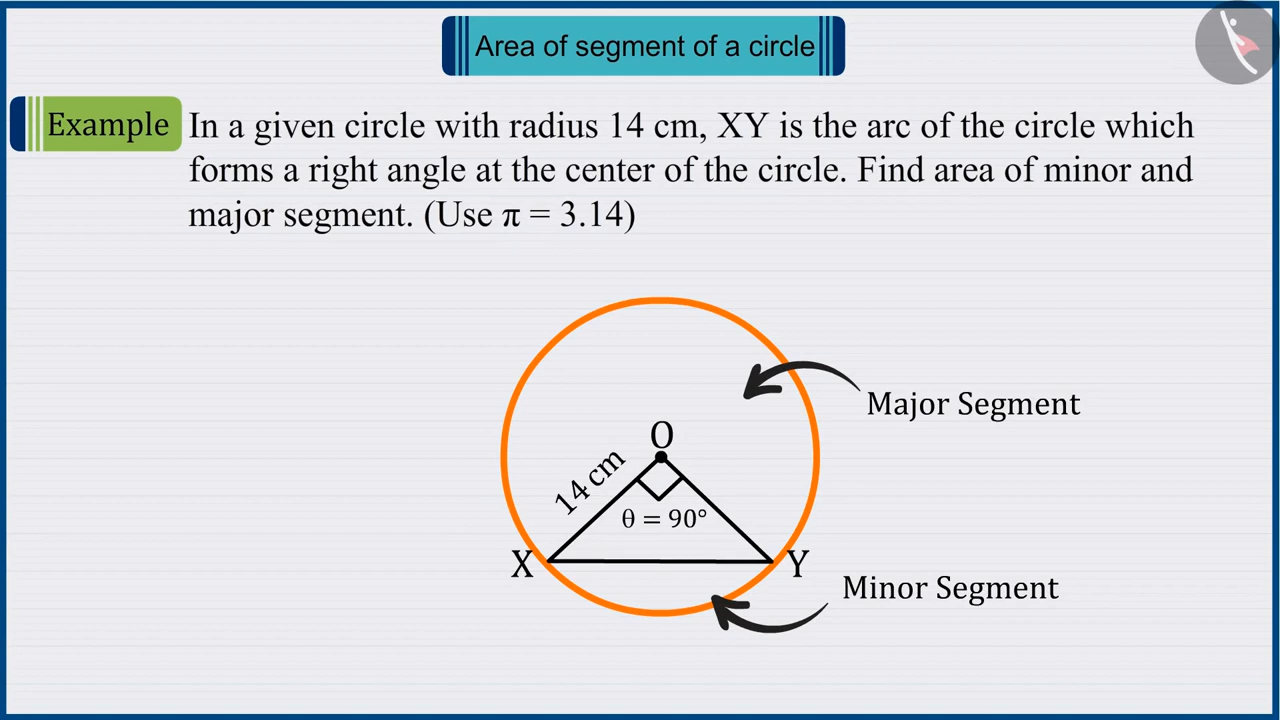 Area of segment of a circle
Example
In a given circle with radius 14 cm, XY is the arc of the circle which
forms a right angle at the center of the circle. Find area of minor and
major segment. (Use π = 3.14)
Major Segment
O
14 cm
θ = 90°
X
Y
Minor Segment